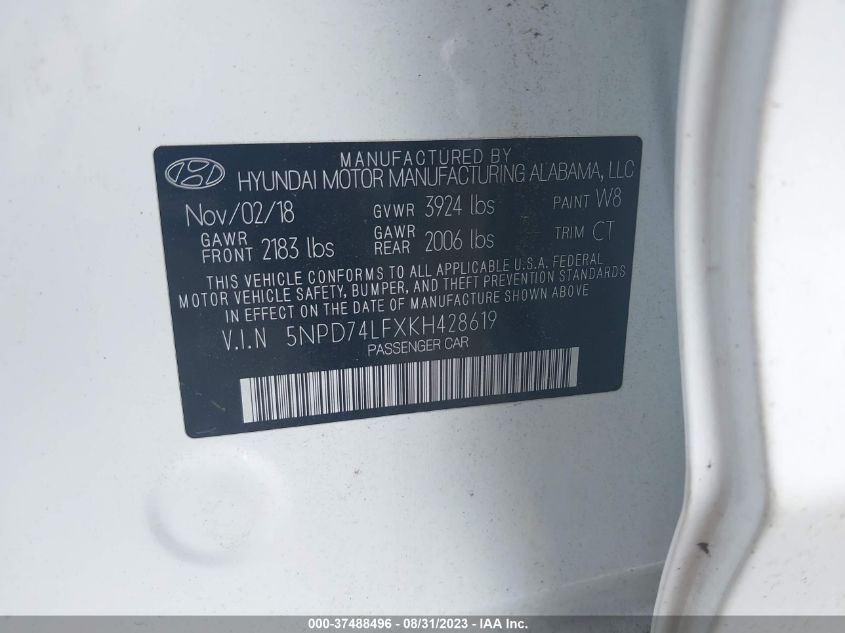 MANUFACTURED BY
HYUNDAI MOTOR MANUFACTURING ALABAMA, LLC
Nov/02/18 GVWR 3924 lbs PAINT W8
GAWR FRONT 2183 lbs GAWR REAR 2006 lbs TRIM CT
THIS VEHICLE CONFORMS TO ALL APPLICABLE U.S.A. FEDERAL
MOTOR VEHICLE SAFETY, BUMPER, AND THEFT PREVENTION STANDARDS
IN EFFECT ON THE DATE OF MANUFACTURE SHOWN ABOVE
V.I.N 5NPD74LFXKH428619
PASSENGER CAR
000-37488496 - 08/31/2023 - IAA Inc.